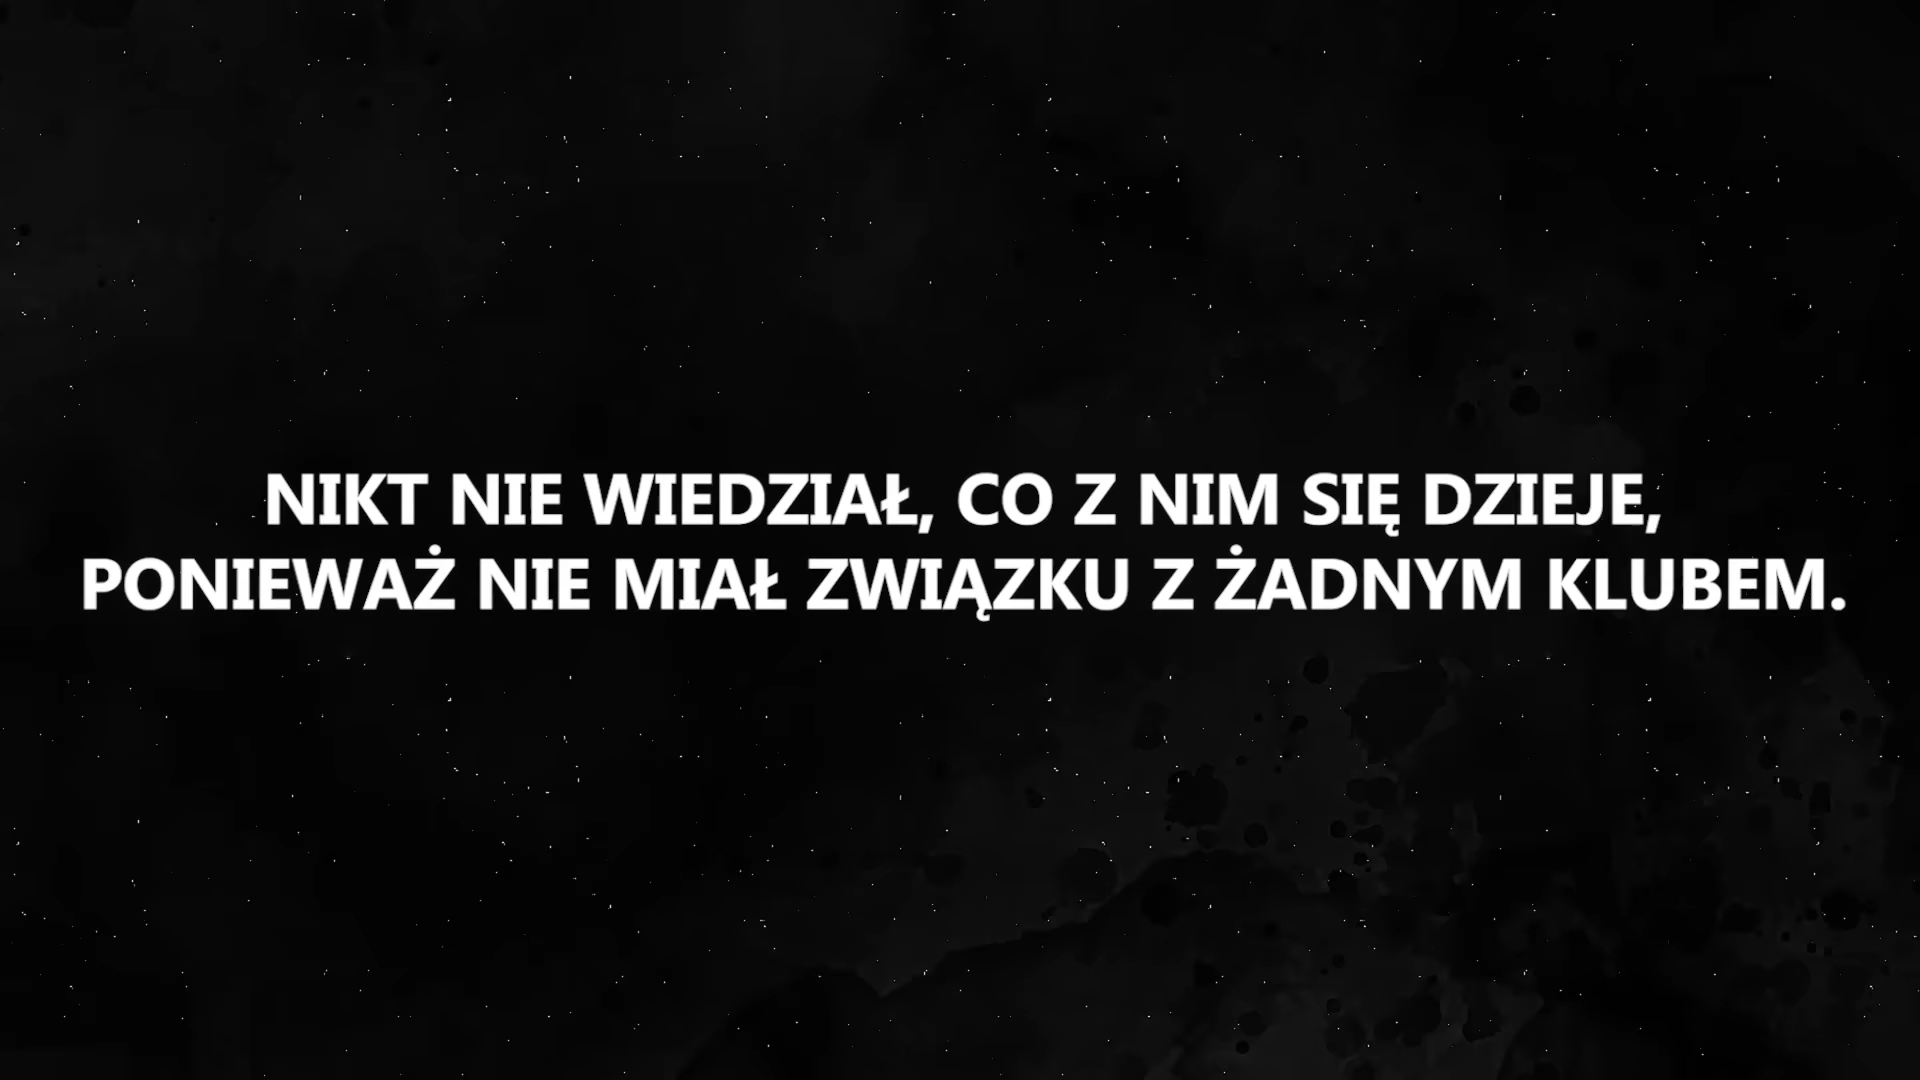 NIKT NIE WIEDZIAŁ, CO Z NIM SIĘ DZIEJE,
PONIEWAŻ NIE MIAŁ ZWIĄZKU Z ŻADNYM KLUBEM.